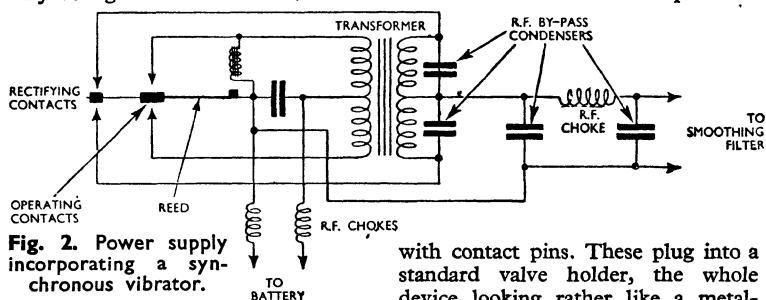 TRANSFORMER
R.F. BY-PASS
CONDENSERS
RECTIFYING
CONTACTS
R.F.
CHOKE
TO
SMOOTHING
FILTER
OPERATING
CONTACTS
REED
R.F. CHOKES
TO
BATTERY
Fig. 2. Power supply
incorporating a syn-
chronous vibrator.
with contact pins. These plug into a
standard valve holder, the whole
device looking rather like a metal-